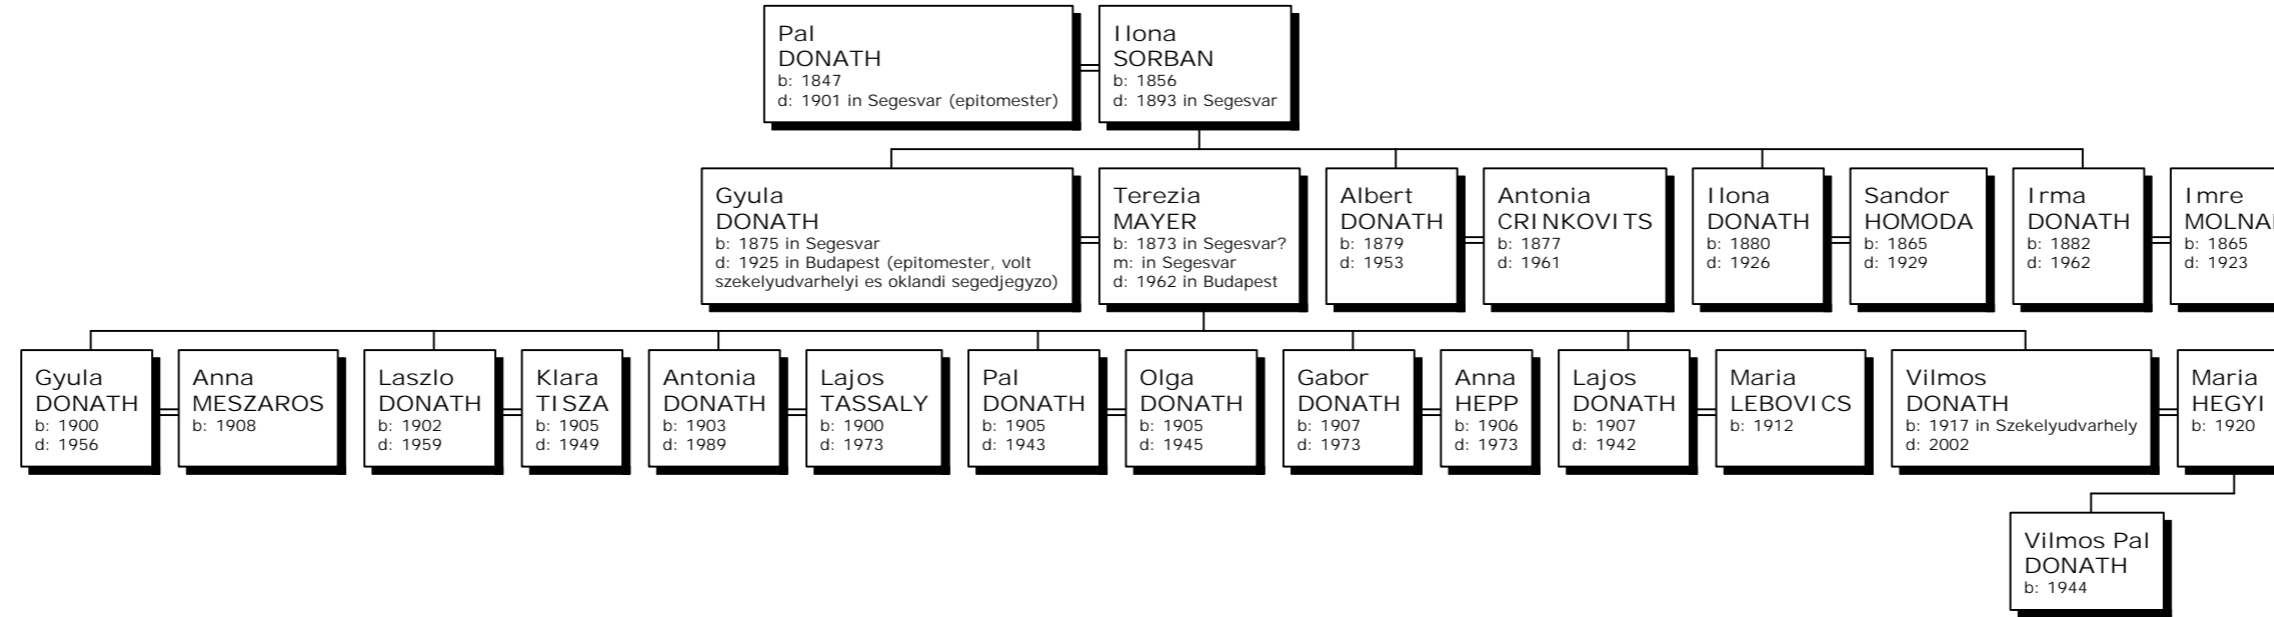 Pal
DONATH
b: 1847
d: 1901 in Segesvar (epitomester)
Ilona
SORBAN
b: 1856
d: 1893 in Segesvar
Gyula
DONATH
b: 1875 in Segesvar
d: 1925 in Budapest (epitomester, volt
szekelyudvarhelyi es oklandi segedjegyzo)
Terezia
MAYER
b: 1873 in Segesvar?
m: in Segesvar
d: 1962 in Budapest
Albert
DONATH
b: 1879
d: 1953
Antonia
CRINKOVITS
b: 1877
d: 1961
Ilona
DONATH
b: 1880
d: 1926
Sandor
HOMODA
b: 1865
d: 1929
Irma
DONATH
b: 1882
d: 1962
Imre
b: 1865
d: 1923
Gyula
DONATH
b: 1900
d: 1956
Anna
MESZAROS
b: 1908
Laszlo
DONATH
b: 1902
d: 1959
Klara
TISZA
b: 1905
d: 1949
Antonia
DONATH
b: 1903
d: 1989
Lajos
TASSALY
b: 1900
d: 1973
Pal
DONATH
b: 1905
d: 1943
Olga
DONATH
b: 1905
d: 1945
Gabor
DONATH
b: 1907
d: 1973
Anna
HEPP
b: 1906
d: 1973
Lajos
DONATH
b: 1907
d: 1942
Maria
LEBOVICS
b: 1912
Vilmos
DONATH
b: 1917 in Szekelyudvarhely
d: 2002
Maria
HEGYI
b: 1920
Vilmos Pal
DONATH
b: 1944